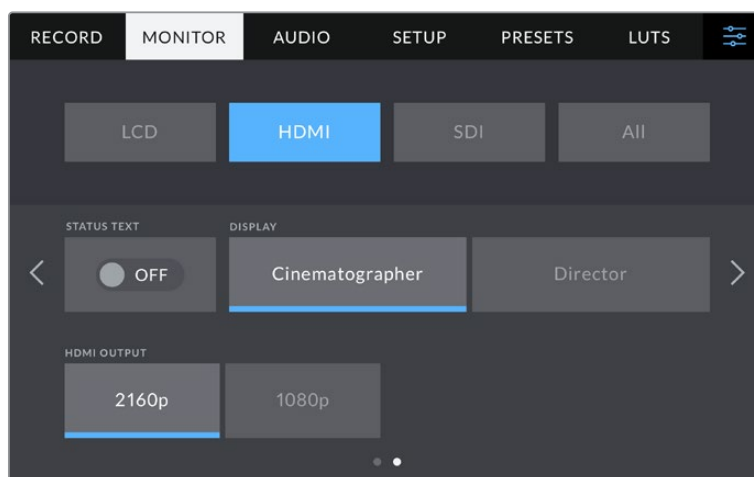 RECORD MONITOR AUDIO SETUP PRESETS LUTS
LCD HDMI SDI All
STATUS TEXT DISPLAY
OFF Cinematographer Director
HDMI OUTPUT
2160p 1080p